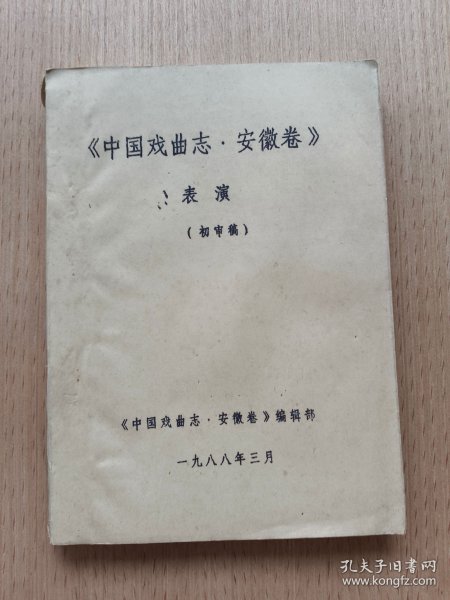 《中国戏曲志·安徽卷》
表演
（初审稿）
《中国戏曲志·安徽卷》编辑部
一九八八年三月
孔夫子旧书网
www.kongfz.com